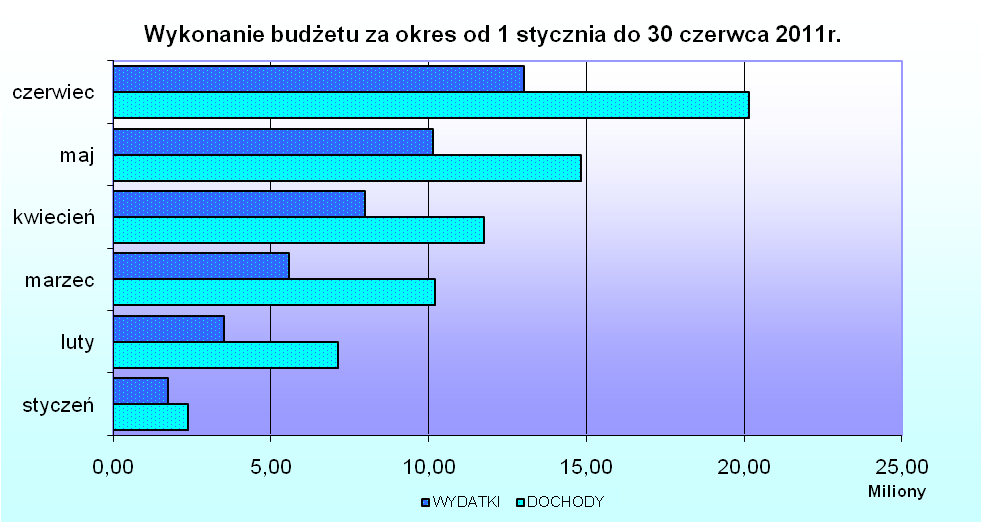 Wykonanie budżetu za okres od 1 stycznia do 30 czerwca 2011r.
czerwiec
maj
kwiecień
marzec
luty
styczeń
0,00 5,00 10,00 15,00 20,00 25,00
Miliony
WYDATKI DOCHODY